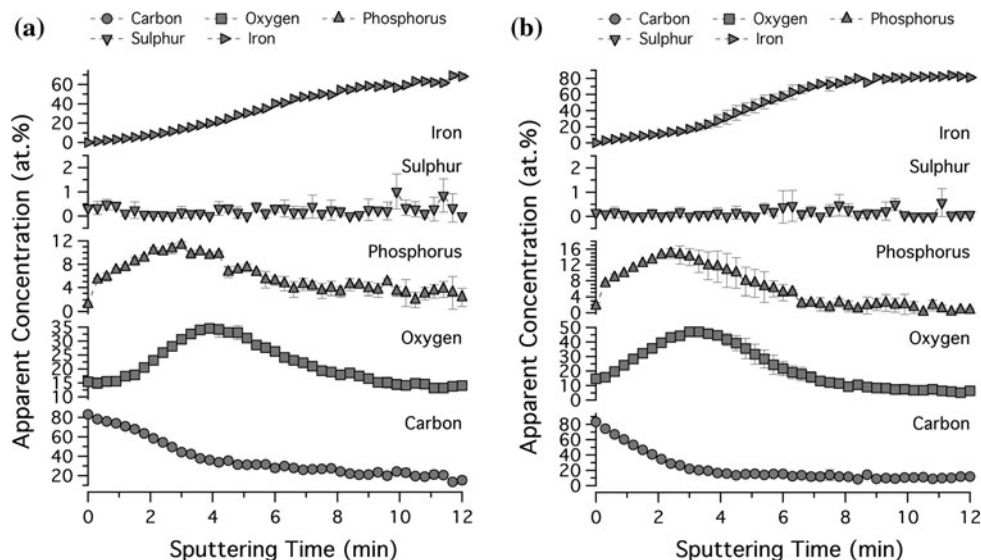 (a)
Carbon Oxygen Phosphorus
Sulphur Iron
Apparent Concentration (at.%)
60
40
20
0
Iron
Sulphur
2
1
0
Phosphorus
12
8
4
0
Oxygen
35
30
25
20
15
10
Carbon
80
60
40
20
0 2 4 6 8 10 12
Sputtering Time (min)
(b)
Carbon Oxygen Phosphorus
Sulphur Iron
Apparent Concentration (at.%)
80
60
40
20
0
Iron
Sulphur
2
1
0
Phosphorus
16
12
8
4
0
Oxygen
50
40
30
20
10
0
Carbon
80
60
40
20
0
0 2 4 6 8 10 12
Sputtering Time (min)